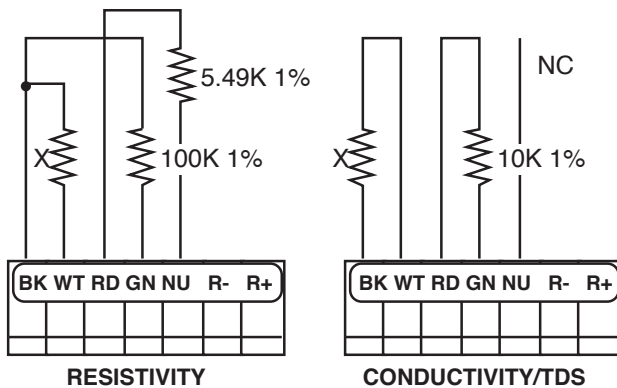 5.49K 1%
X
100K 1%
BK WT RD GN NU R- R+
RESISTIVITY
NC
X
10K 1%
BK WT RD GN NU R- R+
CONDUCTIVITY/TDS